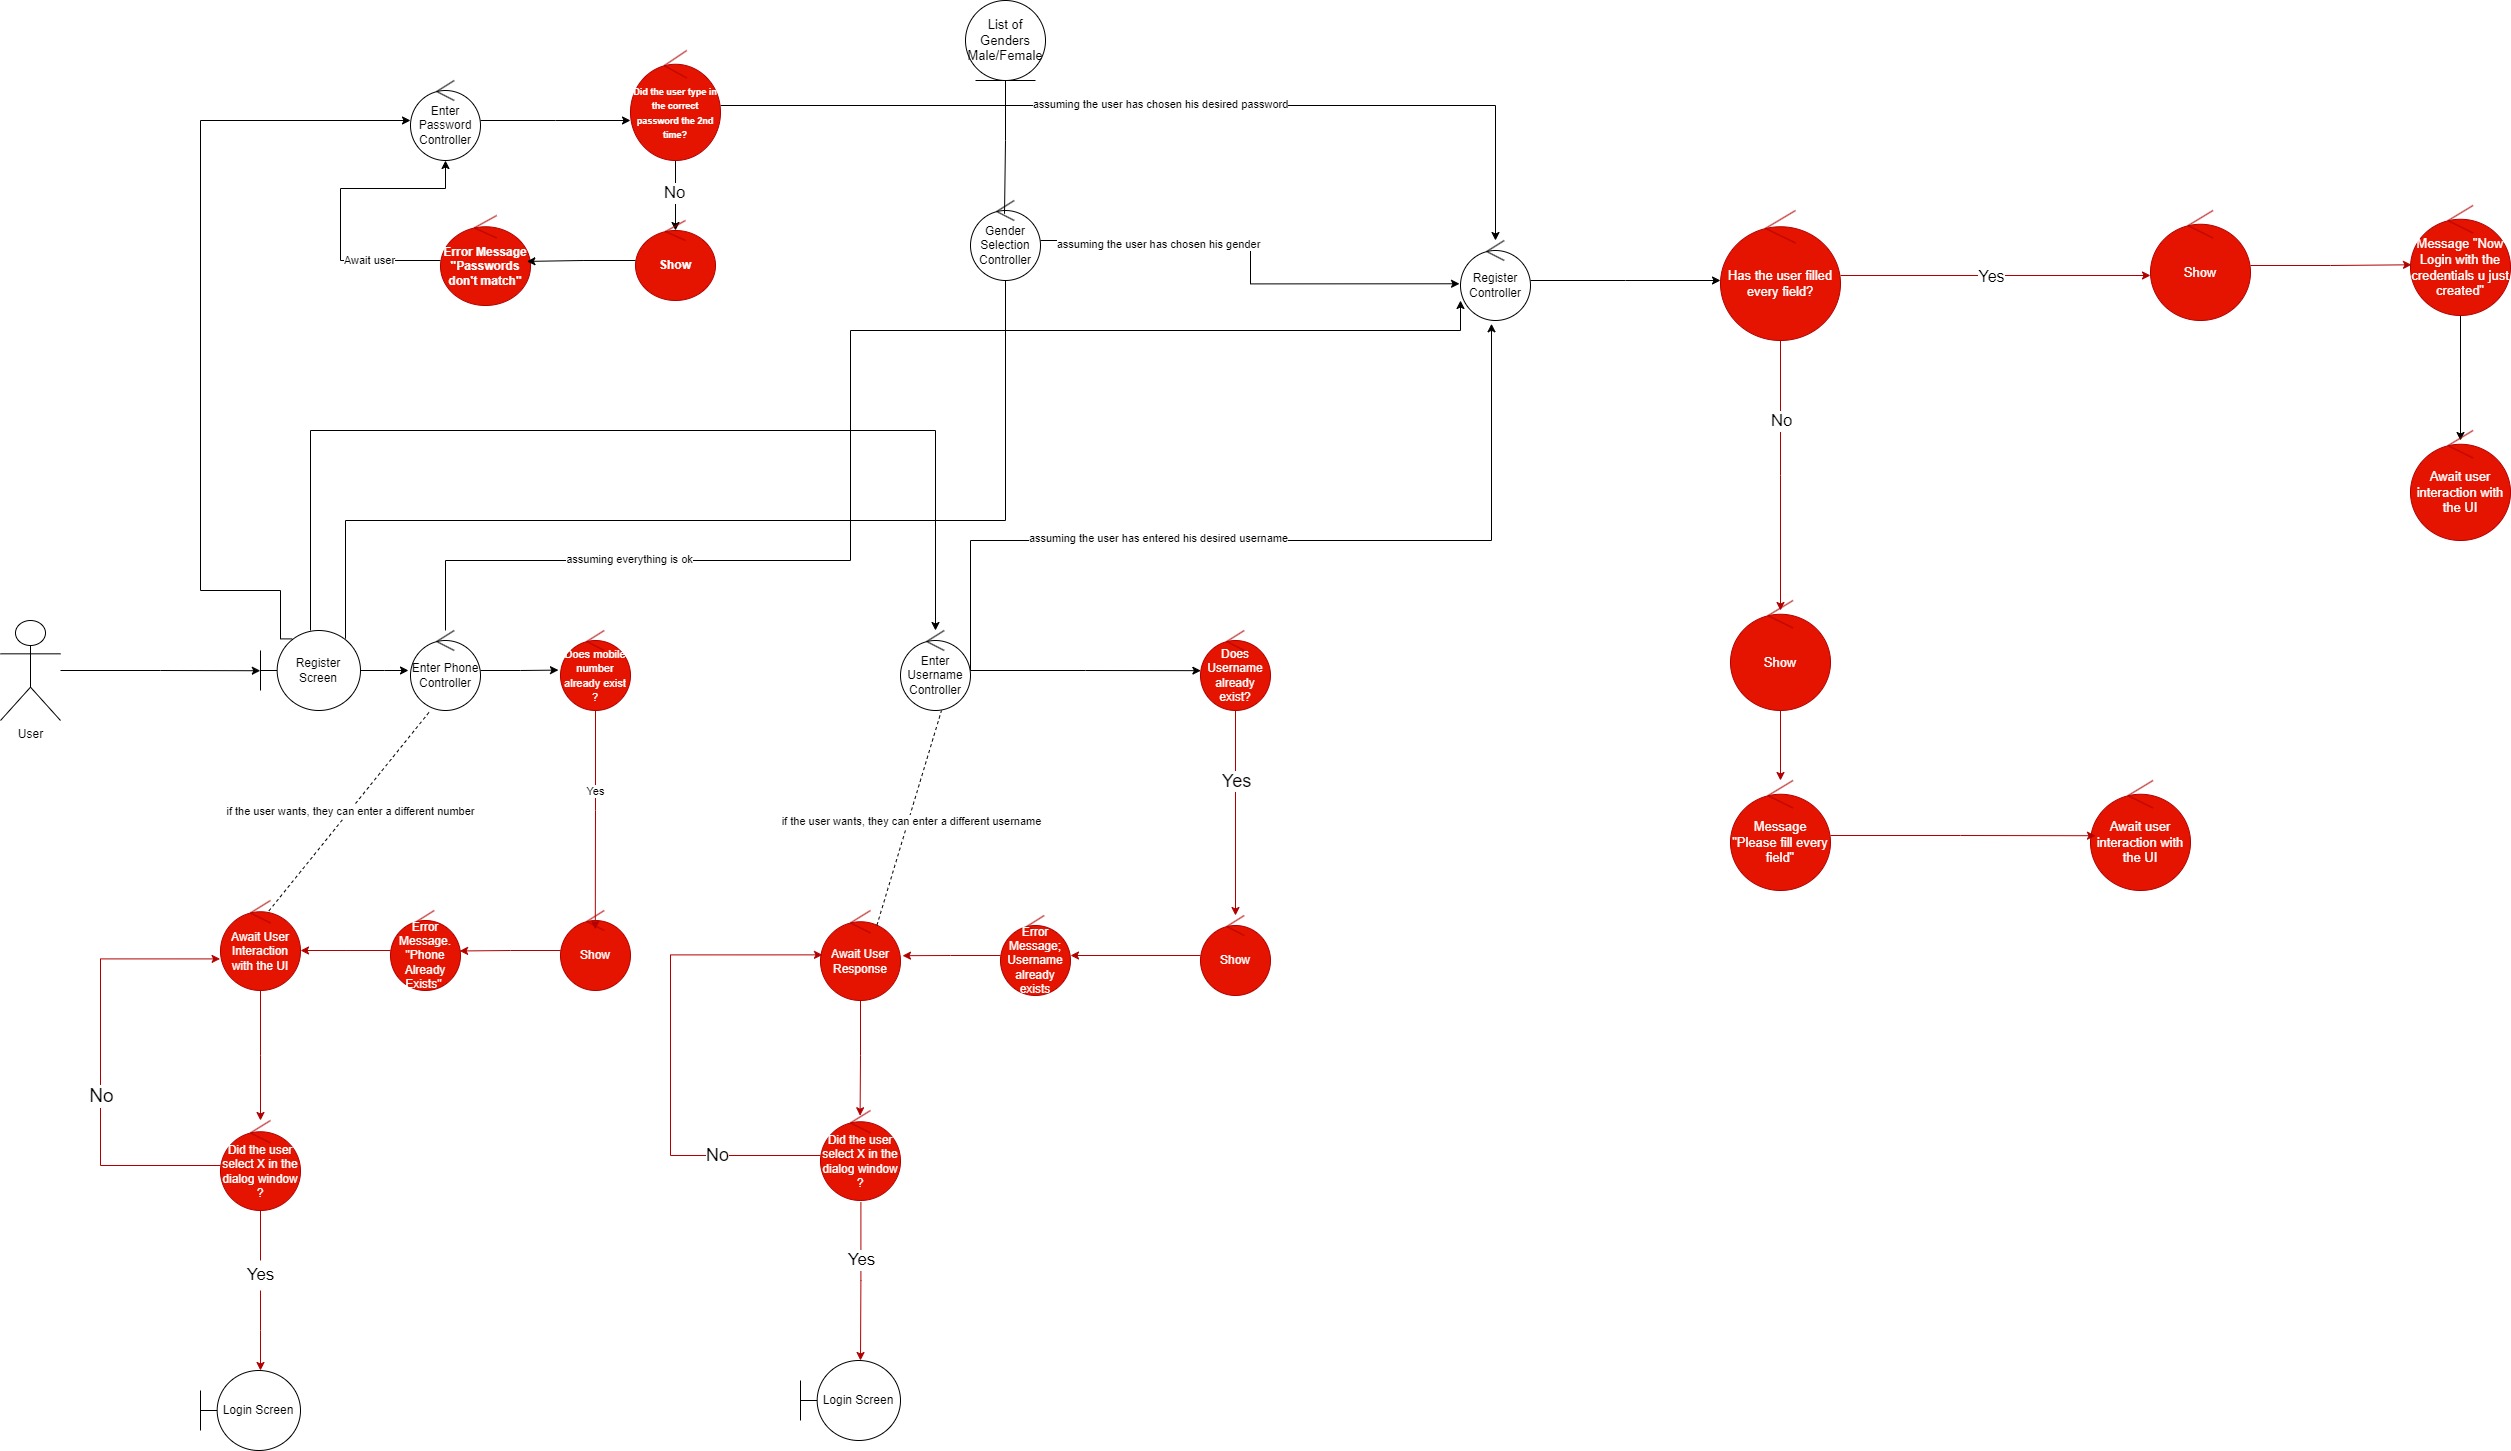 List of
Genders
Male/Female
Did the user type in
the correct
password the 2nd
time?
Enter
Password
Controller
assuming the user has chosen his desired password
No
Error Message
"Passwords
don't match"
Await user
Show
Gender
Selection
Controller
assuming the user has chosen his gender
Register
Controller
Has the user filled
every field?
Yes
Show
Message "Now
Login with the
credentials u just
created"
No
Await user
interaction with
the UI
assuming the user has entered his desired username
assuming everything is ok
User
Register
Screen
Enter Phone
Controller
Does mobile
number
already exist
?
Enter
Username
Controller
Does
Username
already
exist?
Show
Yes
Yes
if the user wants, they can enter a different number
if the user wants, they can enter a different username
Message
"Please fill every
field"
Await user
interaction with
the UI
Await User
Interaction
with the UI
Error
Message.
"Phone
Already
Exists"
Show
Await User
Response
Error
Message;
Username
already
exists
Show
No
Did the user
select X in the
dialog window
?
No
Did the user
select X in the
dialog window
?
Yes
Yes
Login Screen
Login Screen